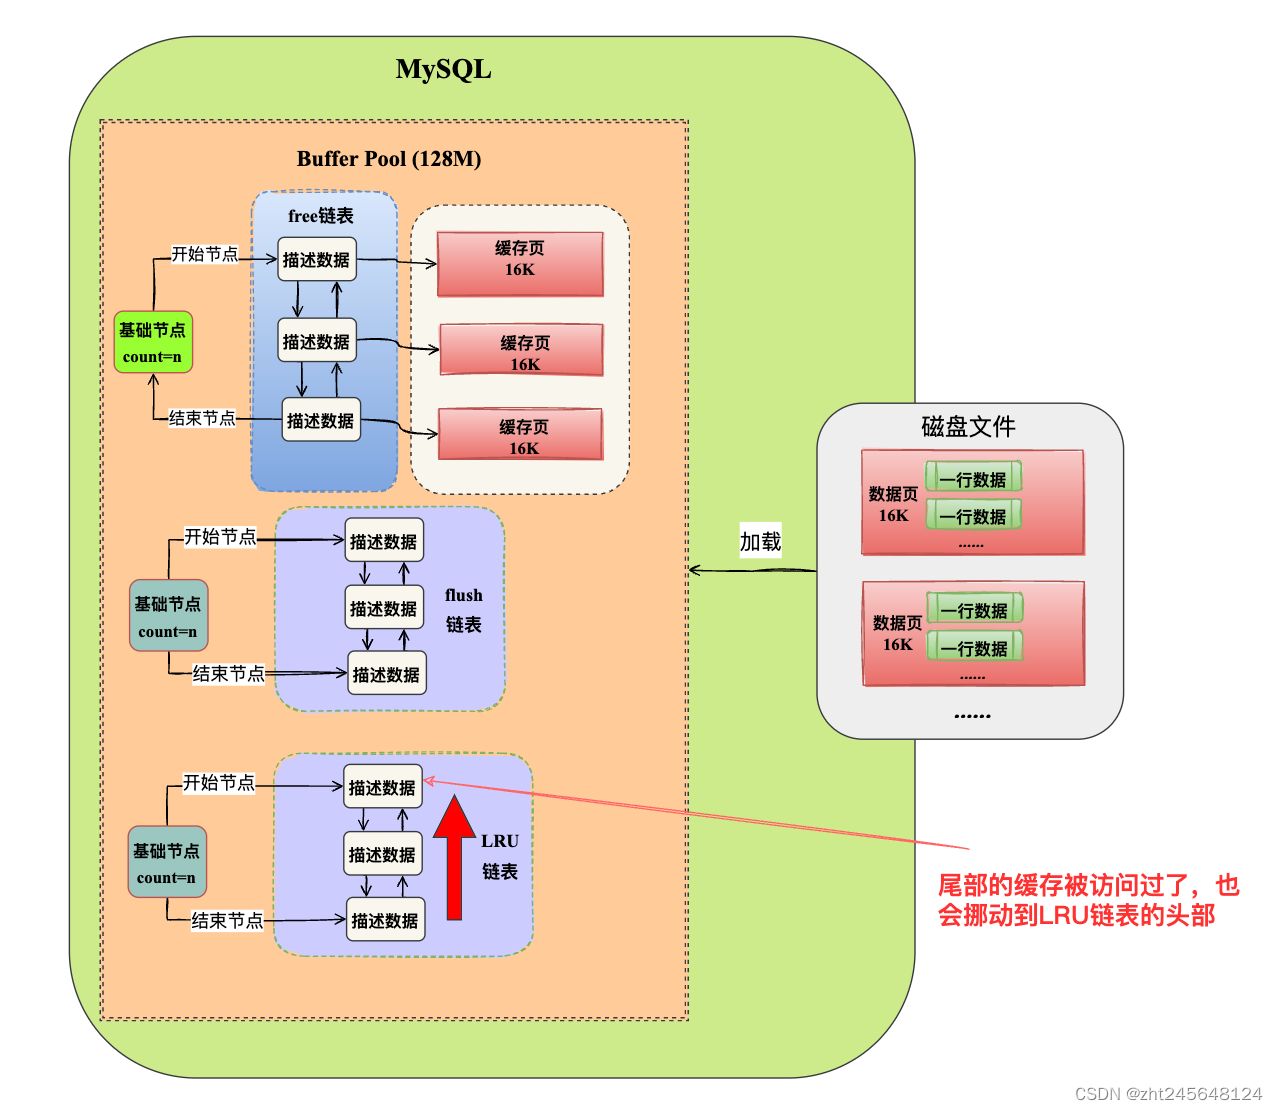 MySQL
Buffer Pool (128M)
free链表
开始节点
描述数据
缓存页
16K
基础节点
count=n
描述数据
缓存页
16K
结束节点
描述数据
缓存页
16K
磁盘文件
数据页
16K
一行数据
一行数据
......
数据页
16K
一行数据
一行数据
......
......
加载
开始节点
描述数据
基础节点
count=n
描述数据
flush
链表
结束节点
描述数据
开始节点
描述数据
基础节点
count=n
描述数据
LRU
链表
结束节点
描述数据
尾部的缓存被访问过了，也
会挪动到LRU链表的头部
CSDN @zht245648124